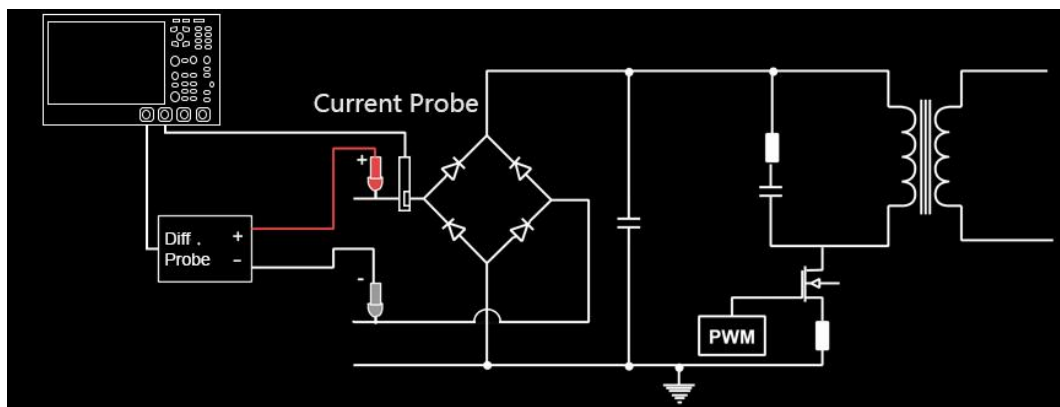 Current Probe
+
Diff .
Probe
+
−
-
PWM